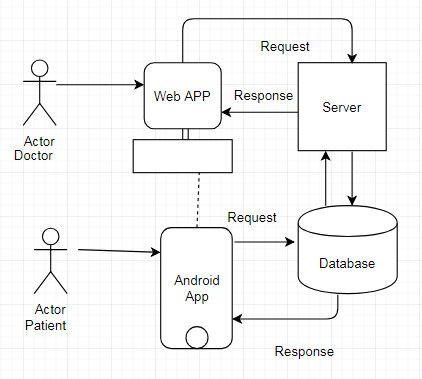 Request
Web APP
Response
Server
Actor
Doctor
Request
Database
Android
App
Actor
Patient
Response